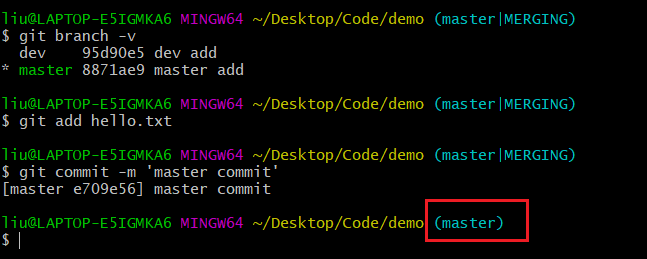 liu@LAPTOP-E5IGMKA6 MINGW64 ~/Desktop/Code/demo (master|MERGING)
$ git branch -v
  dev    95d90e5 dev add
* master 8871ae9 master add
liu@LAPTOP-E5IGMKA6 MINGW64 ~/Desktop/Code/demo (master|MERGING)
$ git add hello.txt
liu@LAPTOP-E5IGMKA6 MINGW64 ~/Desktop/Code/demo (master|MERGING)
$ git commit -m 'master commit'
[master e709e56] master commit
liu@LAPTOP-E5IGMKA6 MINGW64 ~/Desktop/Code/demo (master)
$